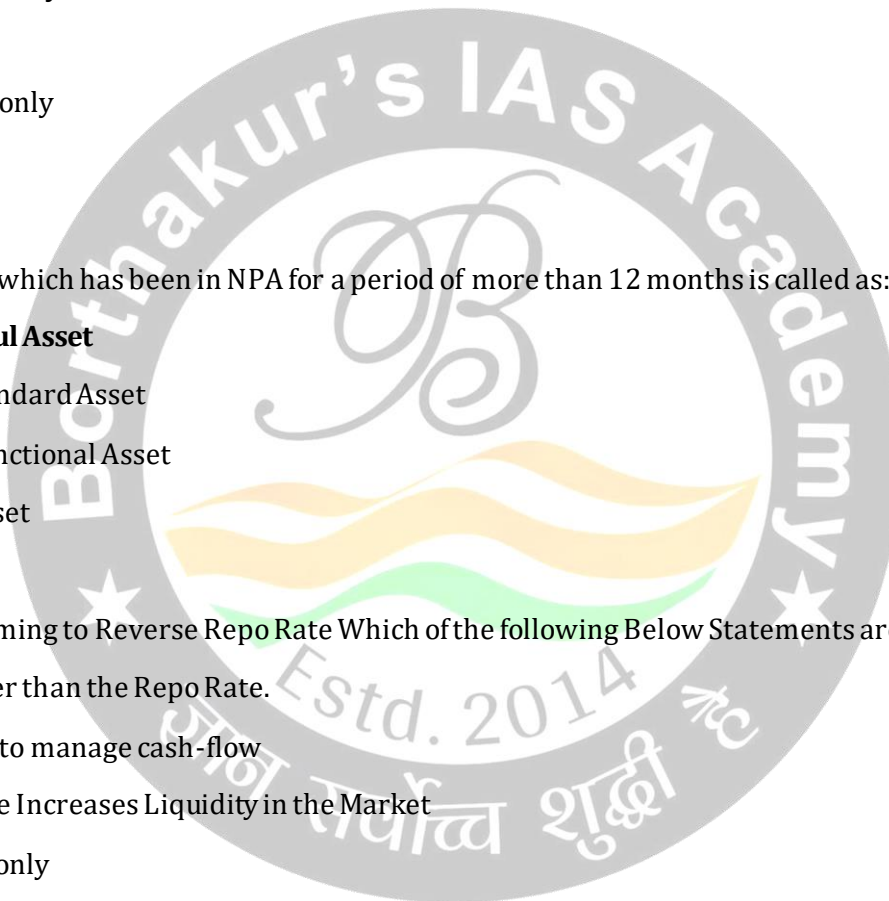 only
which has been in NPA for a period of more than 12 months is called as:
ul Asset
ndard Asset
nctional Asset
set
ming to Reverse Repo Rate Which of the following Below Statements are
er than the Repo Rate.
to manage cash-flow
e Increases Liquidity in the Market
only
Borthakur's IAS Academy
Estd. 2014
सर्वोच्च